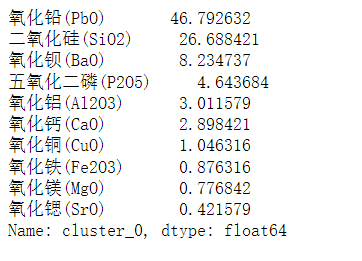 氧化铅(PbO) 46.792632
二氧化硅(SiO2) 26.688421
氧化钡(BaO) 8.234737
五氧化二磷(P2O5) 4.643684
氧化铝(Al2O3) 3.011579
氧化钙(CaO) 2.898421
氧化铜(CuO) 1.046316
氧化铁(Fe2O3) 0.876316
氧化镁(MgO) 0.776842
氧化锶(SrO) 0.421579
Name: cluster_0, dtype: float64